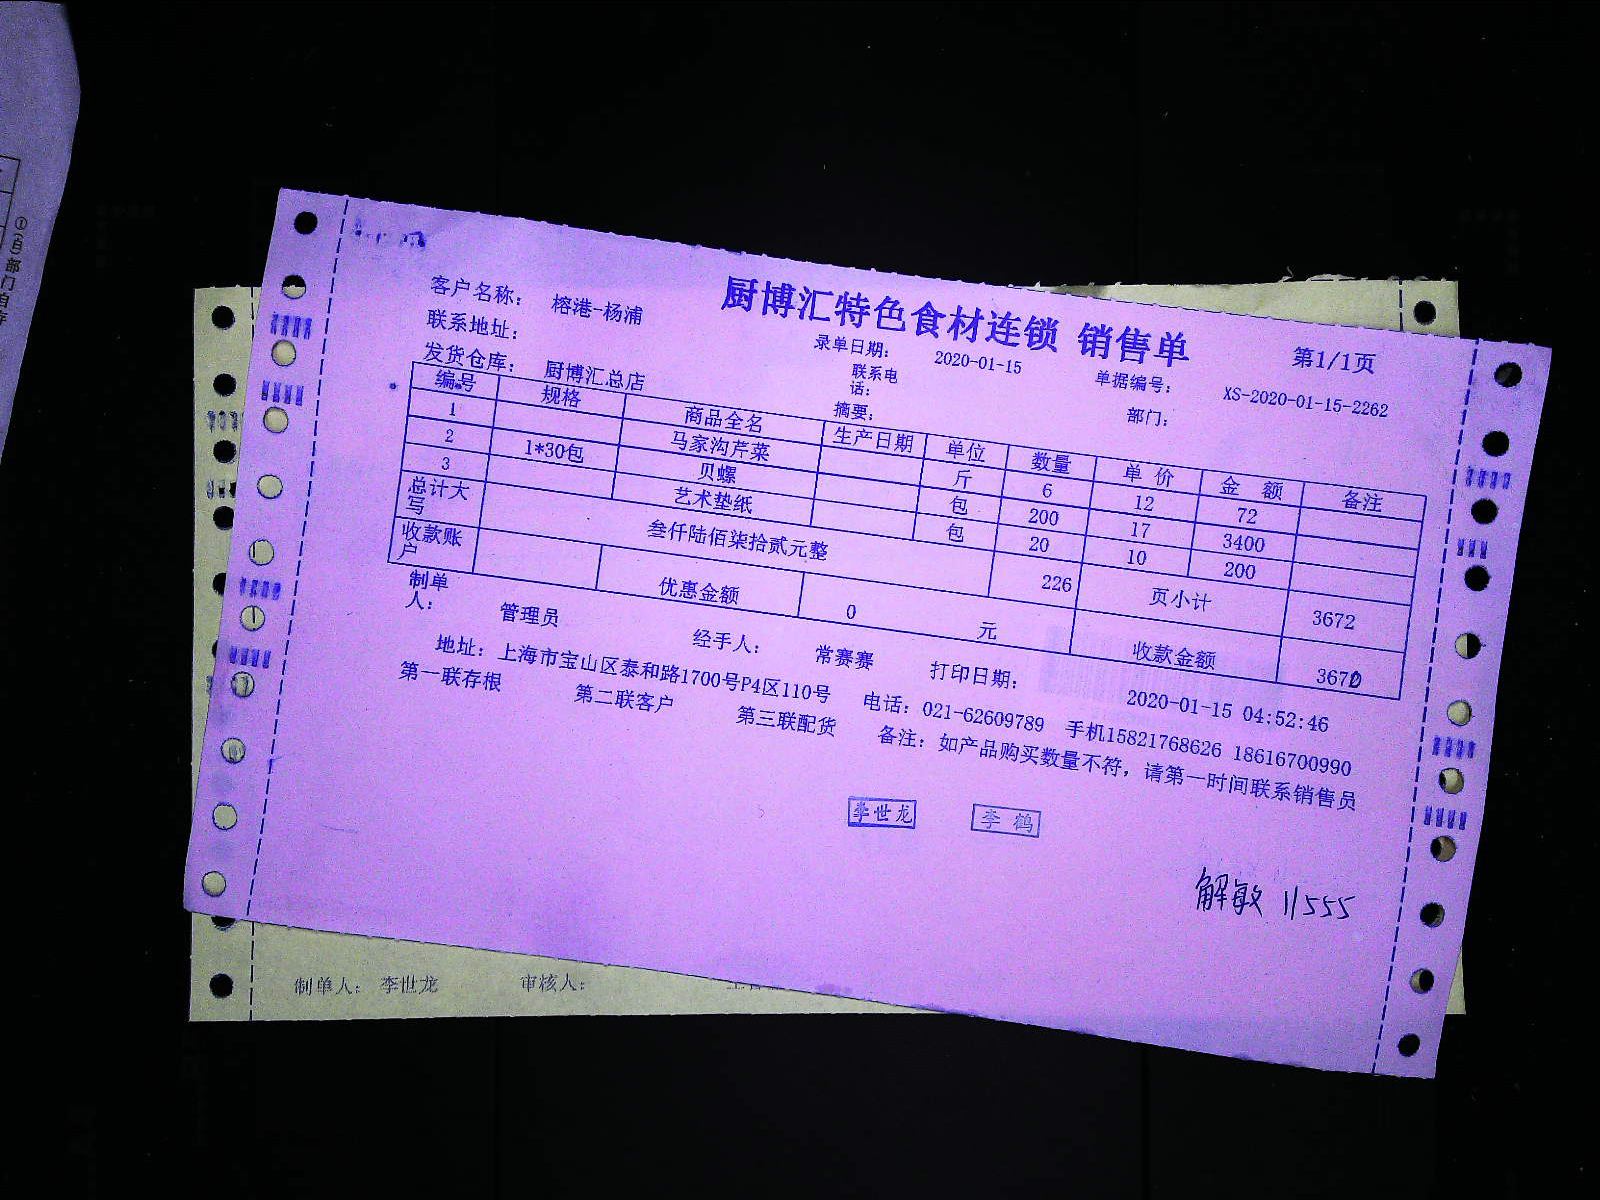 厨博汇特色食材连锁 销售单
第1/1页
客户名称： 榕港-杨浦
录单日期： 2020-01-15 单据编号： XS-2020-01-15-2262
联系地址：
联系电话： 部门：
发货仓库： 厨博汇总店 摘要：
编号 规格 商品全名 生产日期 单位 数量 单价 金额 备注
1 马家沟芹菜 斤 6 12 72
2 1*30包 贝螺 包 200 17 3400
3 艺术垫纸 包 20 10 200
总计大写 叁仟陆佰柒拾贰元整 226 页小计 3672
收款账户 优惠金额 0 元 收款金额 3670
制单人： 管理员 经手人： 常赛赛 打印日期： 2020-01-15 04:52:46
地址：上海市宝山区泰和路1700号P4区110号 电话：021-62609789 手机15821768626 18616700990
第一联存根 第二联客户 第三联配货 备注：如产品购买数量不符，请第一时间联系销售员
李世龙 李鹤
解敏 11555
制单人： 李世龙 审核人：
①(白)部门自存